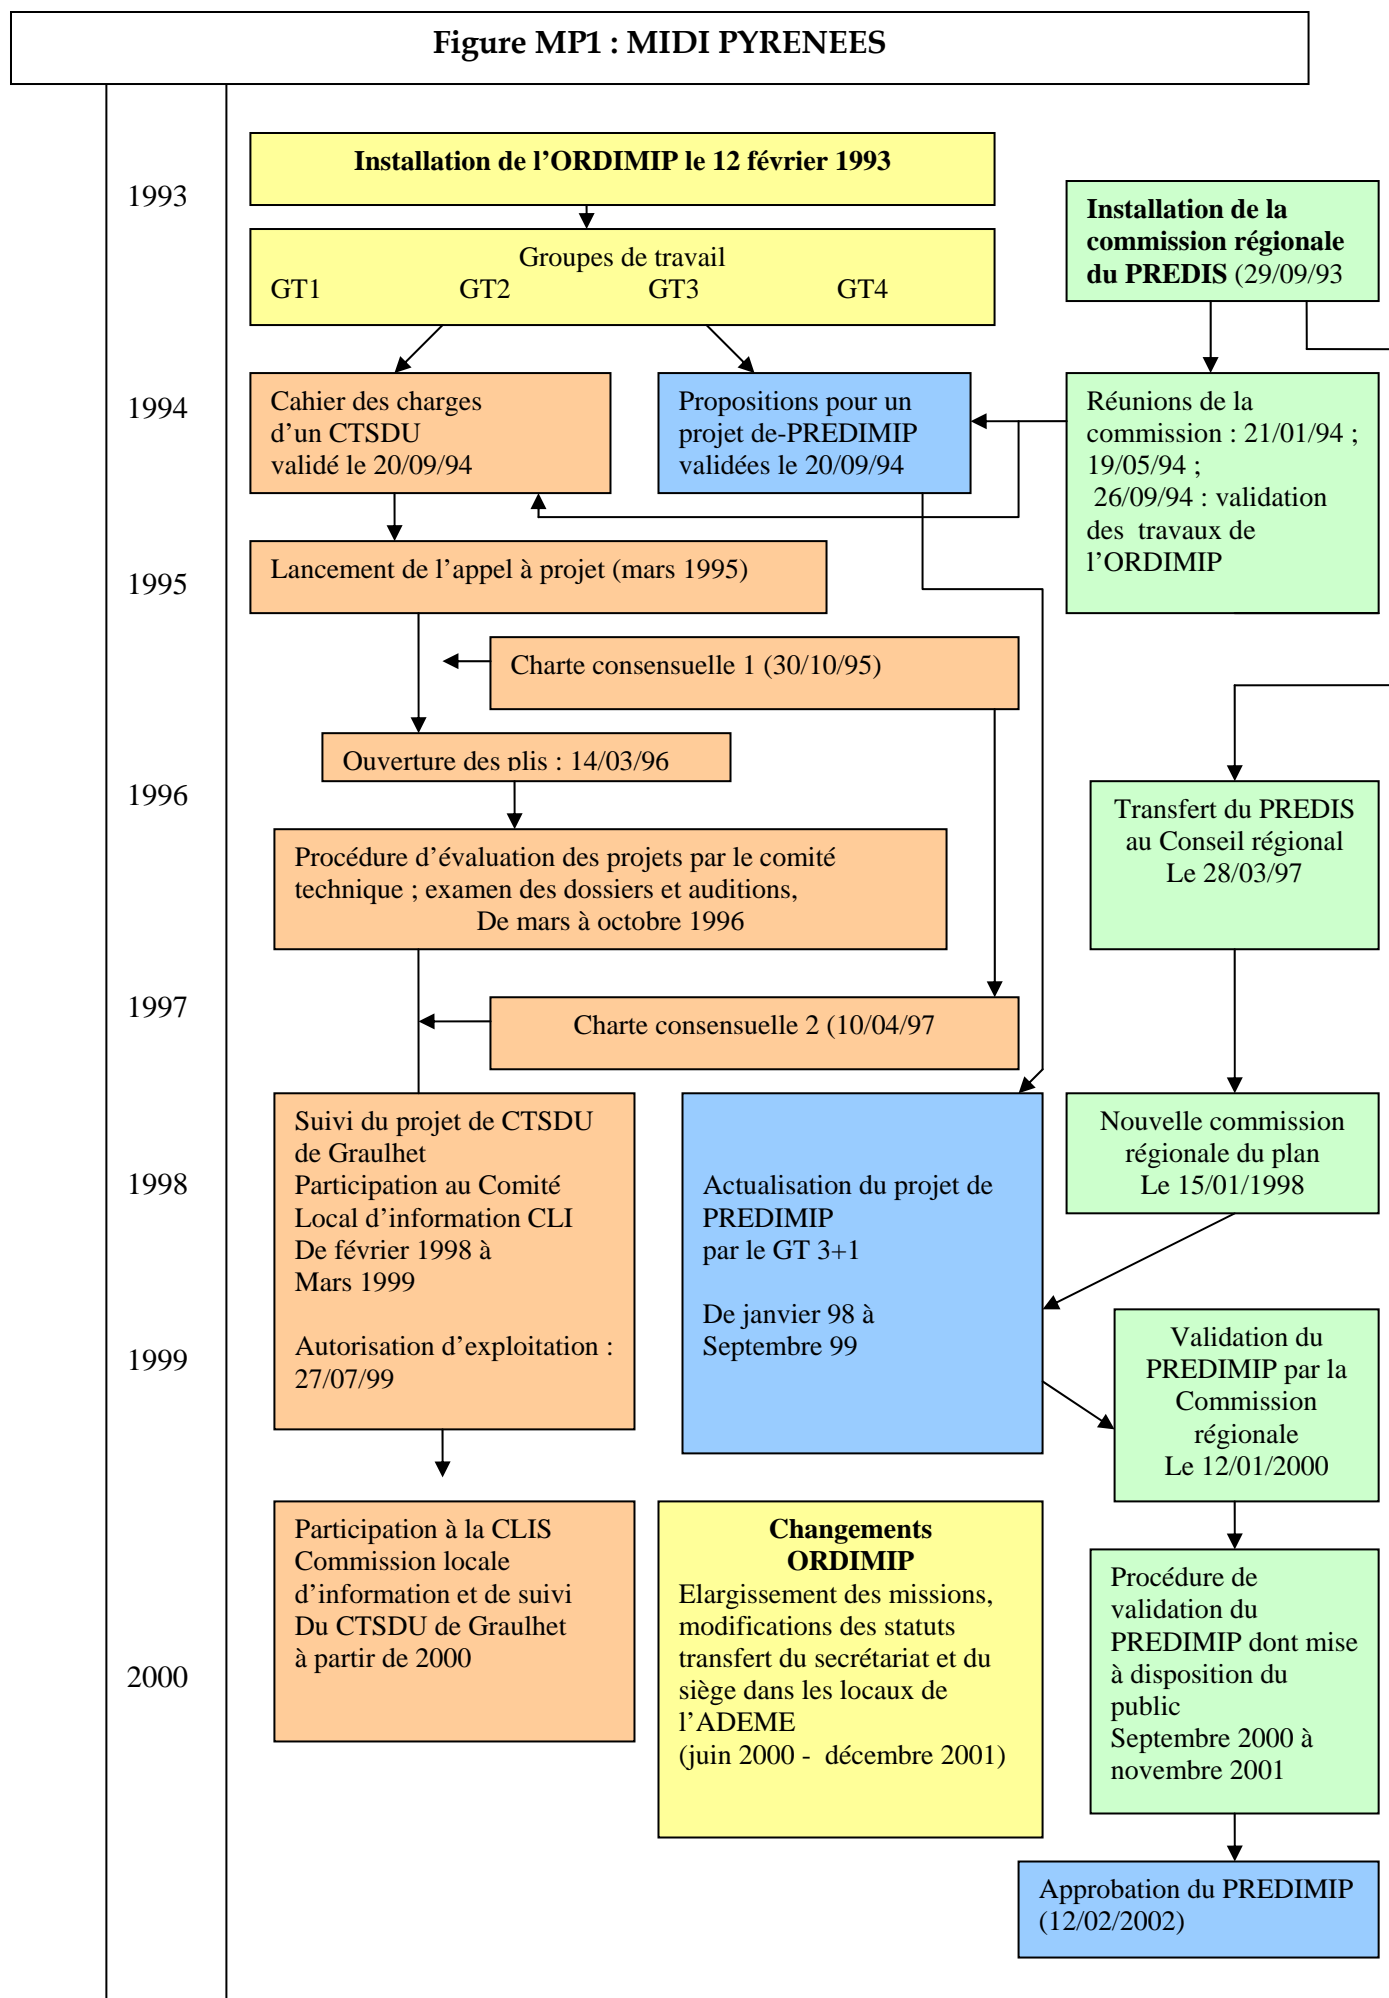 Figure MP1 : MIDI PYRENEES
Installation de l’ORDIMIP le 12 février 1993
1993
Installation de la
commission régionale
du PREDIS (29/09/93
Groupes de travail
GT1 GT2 GT3 GT4
1994
Cahier des charges
d’un CTSDU
validé le 20/09/94
Propositions pour un
projet de-PREDIMIP
validées le 20/09/94
Réunions de la
commission : 21/01/94 ;
19/05/94 ;
26/09/94 : validation
des travaux de
l’ORDIMIP
1995
Lancement de l’appel à projet (mars 1995)
Charte consensuelle 1 (30/10/95)
Ouverture des plis : 14/03/96
1996
Transfert du PREDIS
au Conseil régional
Le 28/03/97
Procédure d’évaluation des projets par le comité
technique ; examen des dossiers et auditions,
De mars à octobre 1996
1997
Charte consensuelle 2 (10/04/97
Suivi du projet de CTSDU
de Graulhet
Participation au Comité
Local d’information CLI
De février 1998 à
Mars 1999
Autorisation d’exploitation :
27/07/99
1998
Actualisation du projet de
PREDIMIP
par le GT 3+1
De janvier 98 à
Septembre 99
Nouvelle commission
régionale du plan
Le 15/01/1998
1999
Validation du
PREDIMIP par la
Commission
régionale
Le 12/01/2000
Participation à la CLIS
Commission locale
d’information et de suivi
Du CTSDU de Graulhet
à partir de 2000
Changements
ORDIMIP
Elargissement des missions,
modifications des statuts
transfert du secrétariat et du
siège dans les locaux de
l’ADEME
(juin 2000 - décembre 2001)
Procédure de
validation du
PREDIMIP dont mise
à disposition du
public
Septembre 2000 à
novembre 2001
2000
Approbation du PREDIMIP
(12/02/2002)